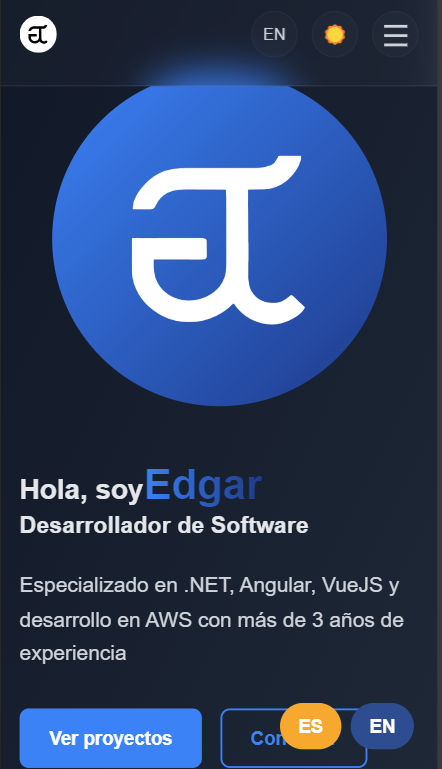 EN
Hola, soy Edgar
Desarrollador de Software
Especializado en .NET, Angular, VueJS y
desarrollo en AWS con más de 3 años de
experiencia
Ver proyectos
ES
EN